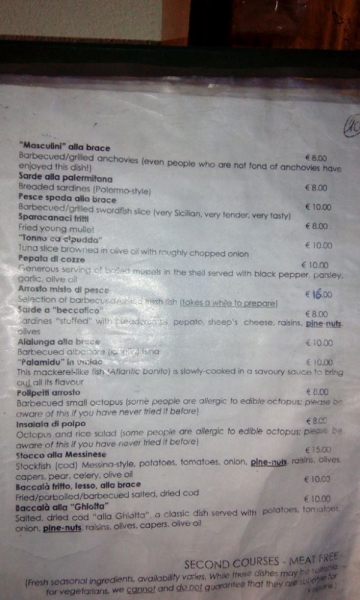 "Masculini" alla brace € 8.00
Barbecued/grilled anchovies (even people who are not fond of anchovies have
enjoyed this dish!)
Sarde alla palermitana € 8.00
Breaded sardines (Palermo-style)
Pesce spada alla brace € 10.00
Barbecued/grilled swordfish slice (very Sicilian, very tender, very tasty)
Sparacanaci fritti € 8.00
Fried young mullet
"Tonno ca cipudda" € 10.00
Tuna slice browned in olive oil with roughly chopped onion
Pepata di cozze € 10.00
Generous serving of boiled mussels in the shell served with black pepper, parsley,
garlic, olive oil
Arrosto misto di pesce € 16.00
Selection of fresh fish (takes a while to prepare)
Sarde a "beccafico" € 8.00
Sardines "stuffed" with pepato, sheep's cheese, raisins, pine-nuts,
olives
Alalunga alla brace € 10.00
Barbecued tuna
"Palamidu" in € 10.00
This mackerel-like fish (Atlantic bonito) is slowly-cooked in a savoury sauce to bring
out all its flavour
Polipetti arrosto € 8.00
Barbecued small octopus (some people are allergic to edible octopus; please be
aware of this if you have never tried it before)
Insalata di polpo € 8.00
Octopus and rice salad (some people are allergic to edible octopus; please be
aware of this if you have never tried it before)
Stocco alla Messinese € 15.00
Stockfish (cod) Messina-style, potatoes, tomatoes, onion, pine-nuts, raisins, olives,
capers, pear, celery, olive oil
Baccalà fritto, lesso, alla brace € 10.00
Fried/parboiled/barbecued salted, dried cod
Baccalà alla "Ghiotta" € 10.00
Salted, dried cod "alla Ghiotta", a classic dish served with potatoes, tomatoes,
onion, pine-nuts, raisins, olives, capers, olive oil
SECOND COURSES - MEAT FREE
(Fresh seasonal ingredients, availability varies. While these dishes may be
for vegetarians, we cannot and do not guarantee that they are